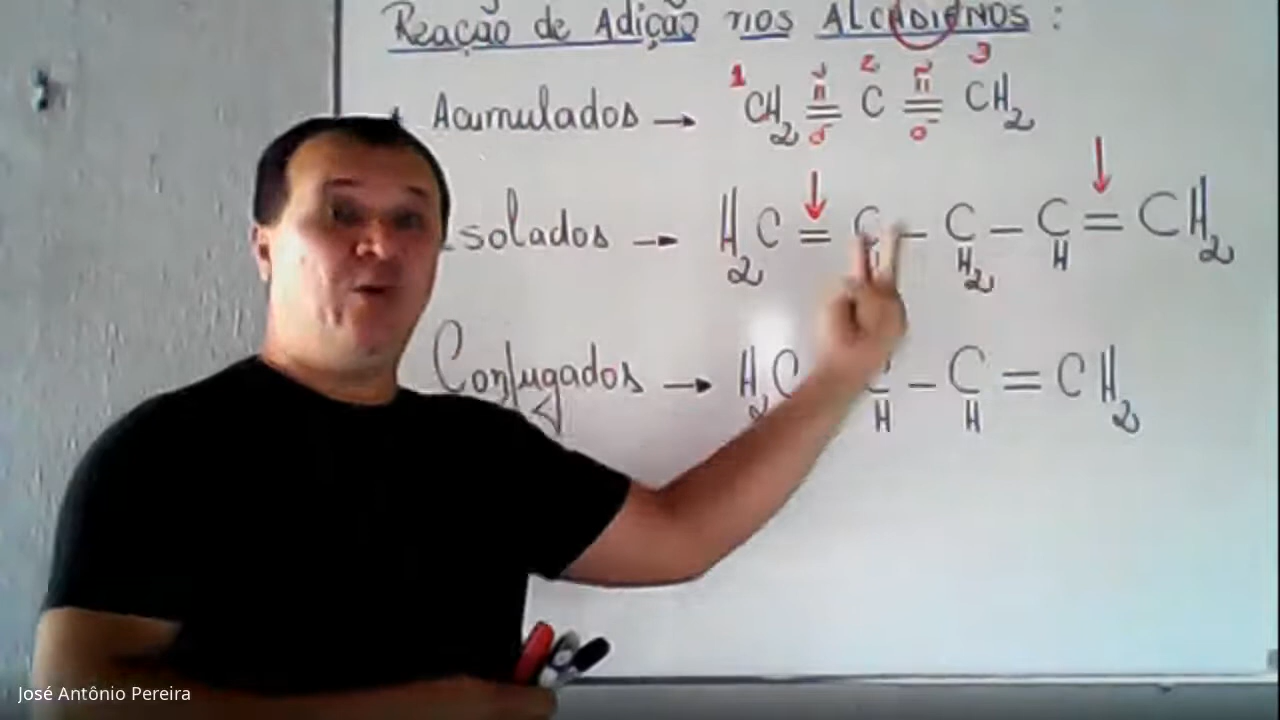 Reação de Adição nos ALCADIENOS :
1 π 2 π 3
Acumulados → CH2 = C = CH2
σ σ
Isolados → H2C = C - C - C = CH2
H H2 H
Conjugados → H2C C - C = CH2
H H
José Antônio Pereira